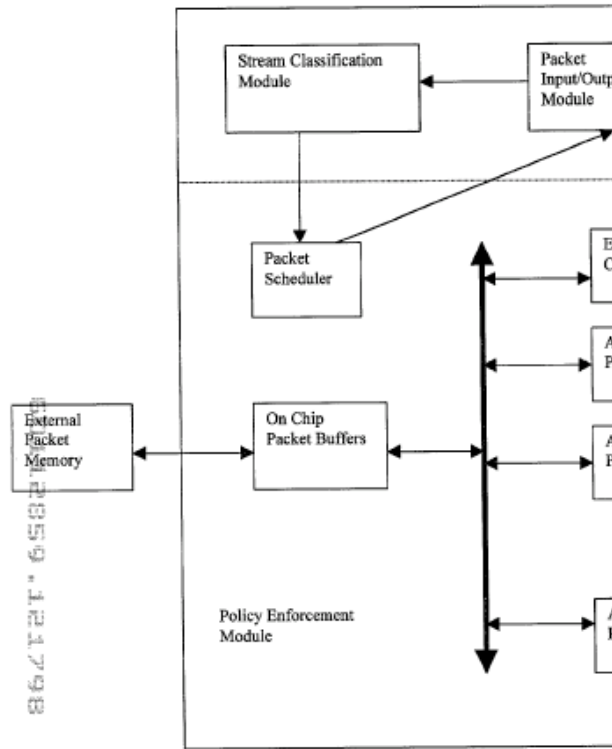 Stream Classification
Module
Packet
Input/Outp
Module
Packet
Scheduler
E
C
A
P
External
Packet
Memory
On Chip
Packet Buffers
A
P
Policy Enforcement
Module
A